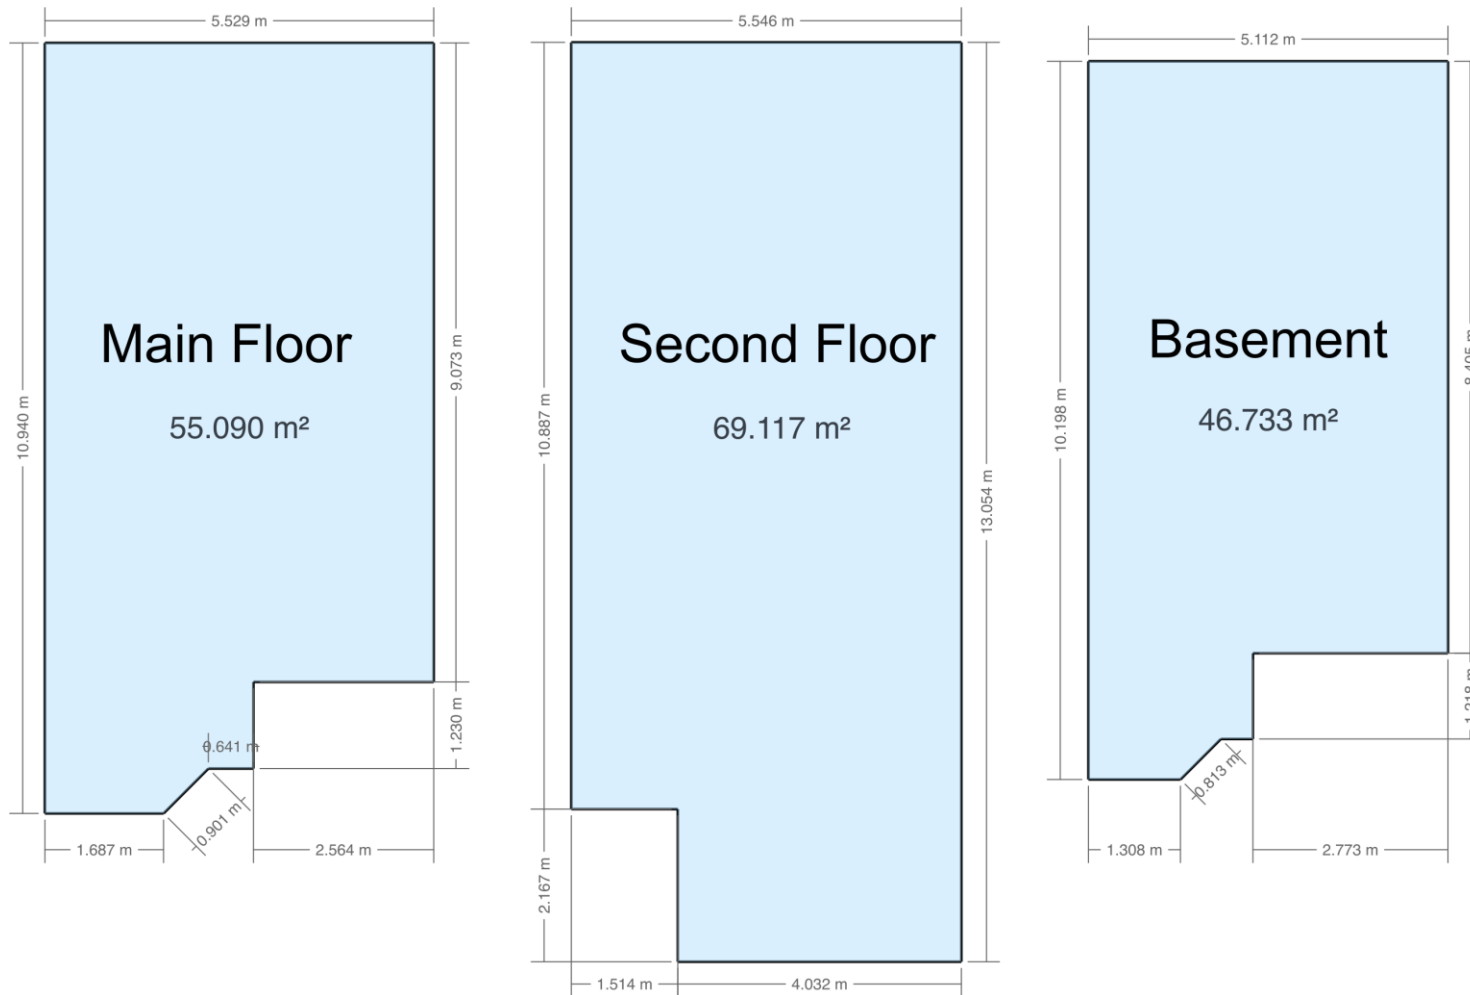 5.529 m
5.546 m
5.112 m
Main Floor
55.090 m²
10.940 m
9.073 m
1.230 m
0.641 m
0.901 m
1.687 m
2.564 m
Second Floor
69.117 m²
10.887 m
13.054 m
2.167 m
1.514 m
4.032 m
Basement
46.733 m²
10.198 m
0.813 m
1.308 m
2.773 m